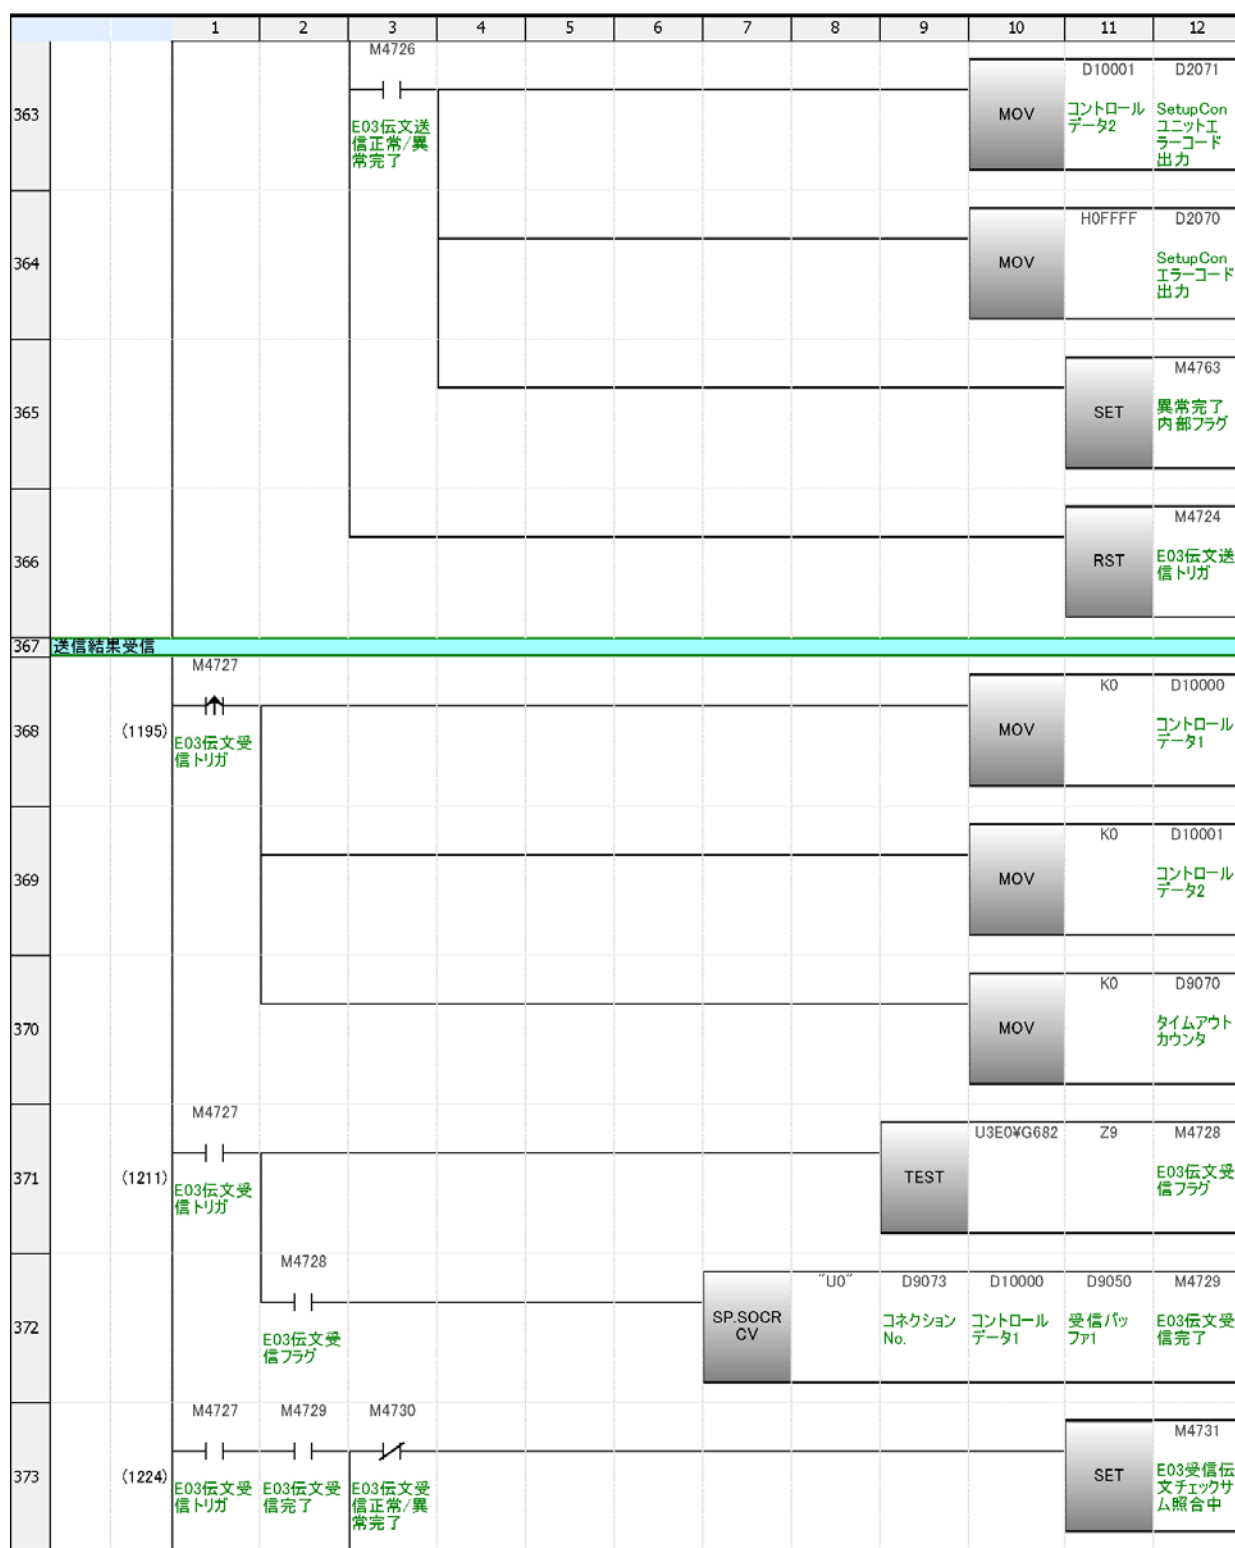 1 2 3 4 5 6 7 8 9 10 11 12
M4726
D10001 D2071
363
MOV
E03伝文送
信正常/異
常完了
コントロール
データ2
SetupCon
ユニットエ
ラーコード
出力
H0FFFF D2070
364
MOV
SetupCon
エラーコード
出力
M4763
365
SET
異常完了
内部フラグ
M4724
366
RST
E03伝文送
信トリガ
367 送信結果受信
M4727
K0 D10000
368 (1195)
E03伝文受
信トリガ
MOV
コントロール
データ1
K0 D10001
369
MOV
コントロール
データ2
K0 D9070
370
MOV
タイムアウト
カウンタ
M4727
U3E0¥G682 Z9 M4728
371 (1211)
E03伝文受
信トリガ
TEST
E03伝文受
信フラグ
M4728
"U0" D9073 D10000 D9050 M4729
372
E03伝文受
信フラグ
SP.SOCR
CV
コネクション
No.
コントロール
データ1
受信バッ
ファ1
E03伝文受
信完了
M4727 M4729 M4730
M4731
373 (1224)
E03伝文受
信トリガ
E03伝文受
信完了
E03伝文受
信正常/異
常完了
SET
E03受信伝
文チェックサ
ム照合中